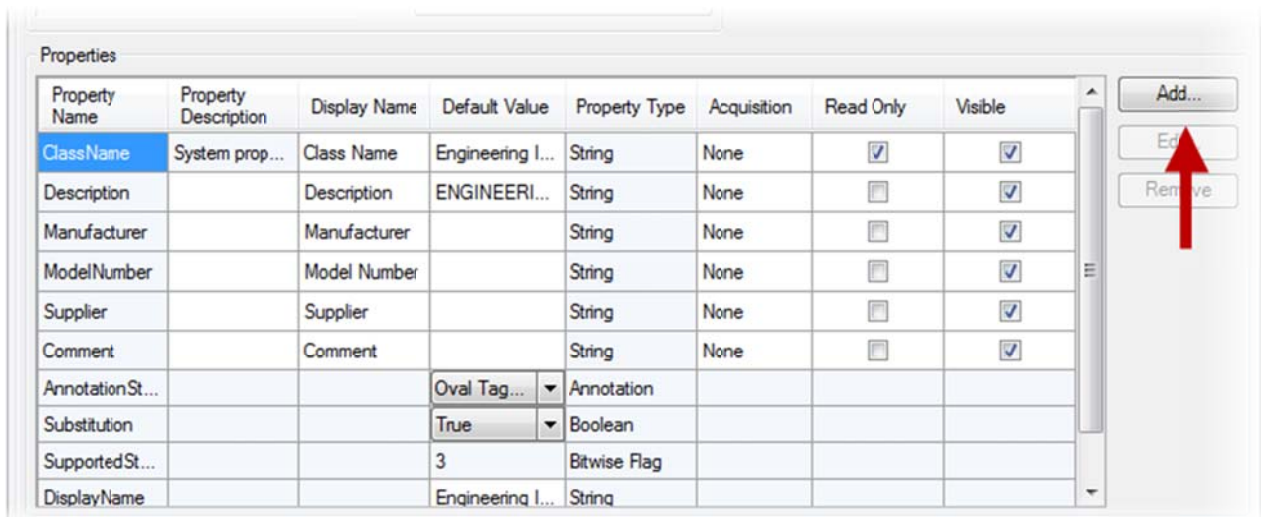 Properties
Property Name Property Description Display Name Default Value Property Type Acquisition Read Only Visible
Add...
ClassName System prop... Class Name Engineering I... String None
Description Description ENGINEERI... String None
Remove
Manufacturer Manufacturer String None
ModelNumber Model Number String None
Supplier Supplier String None
Comment Comment String None
AnnotationSt... Oval Tag... Annotation
Substitution True Boolean
SupportedSt... 3 Bitwise Flag
DisplayName Engineering I... String